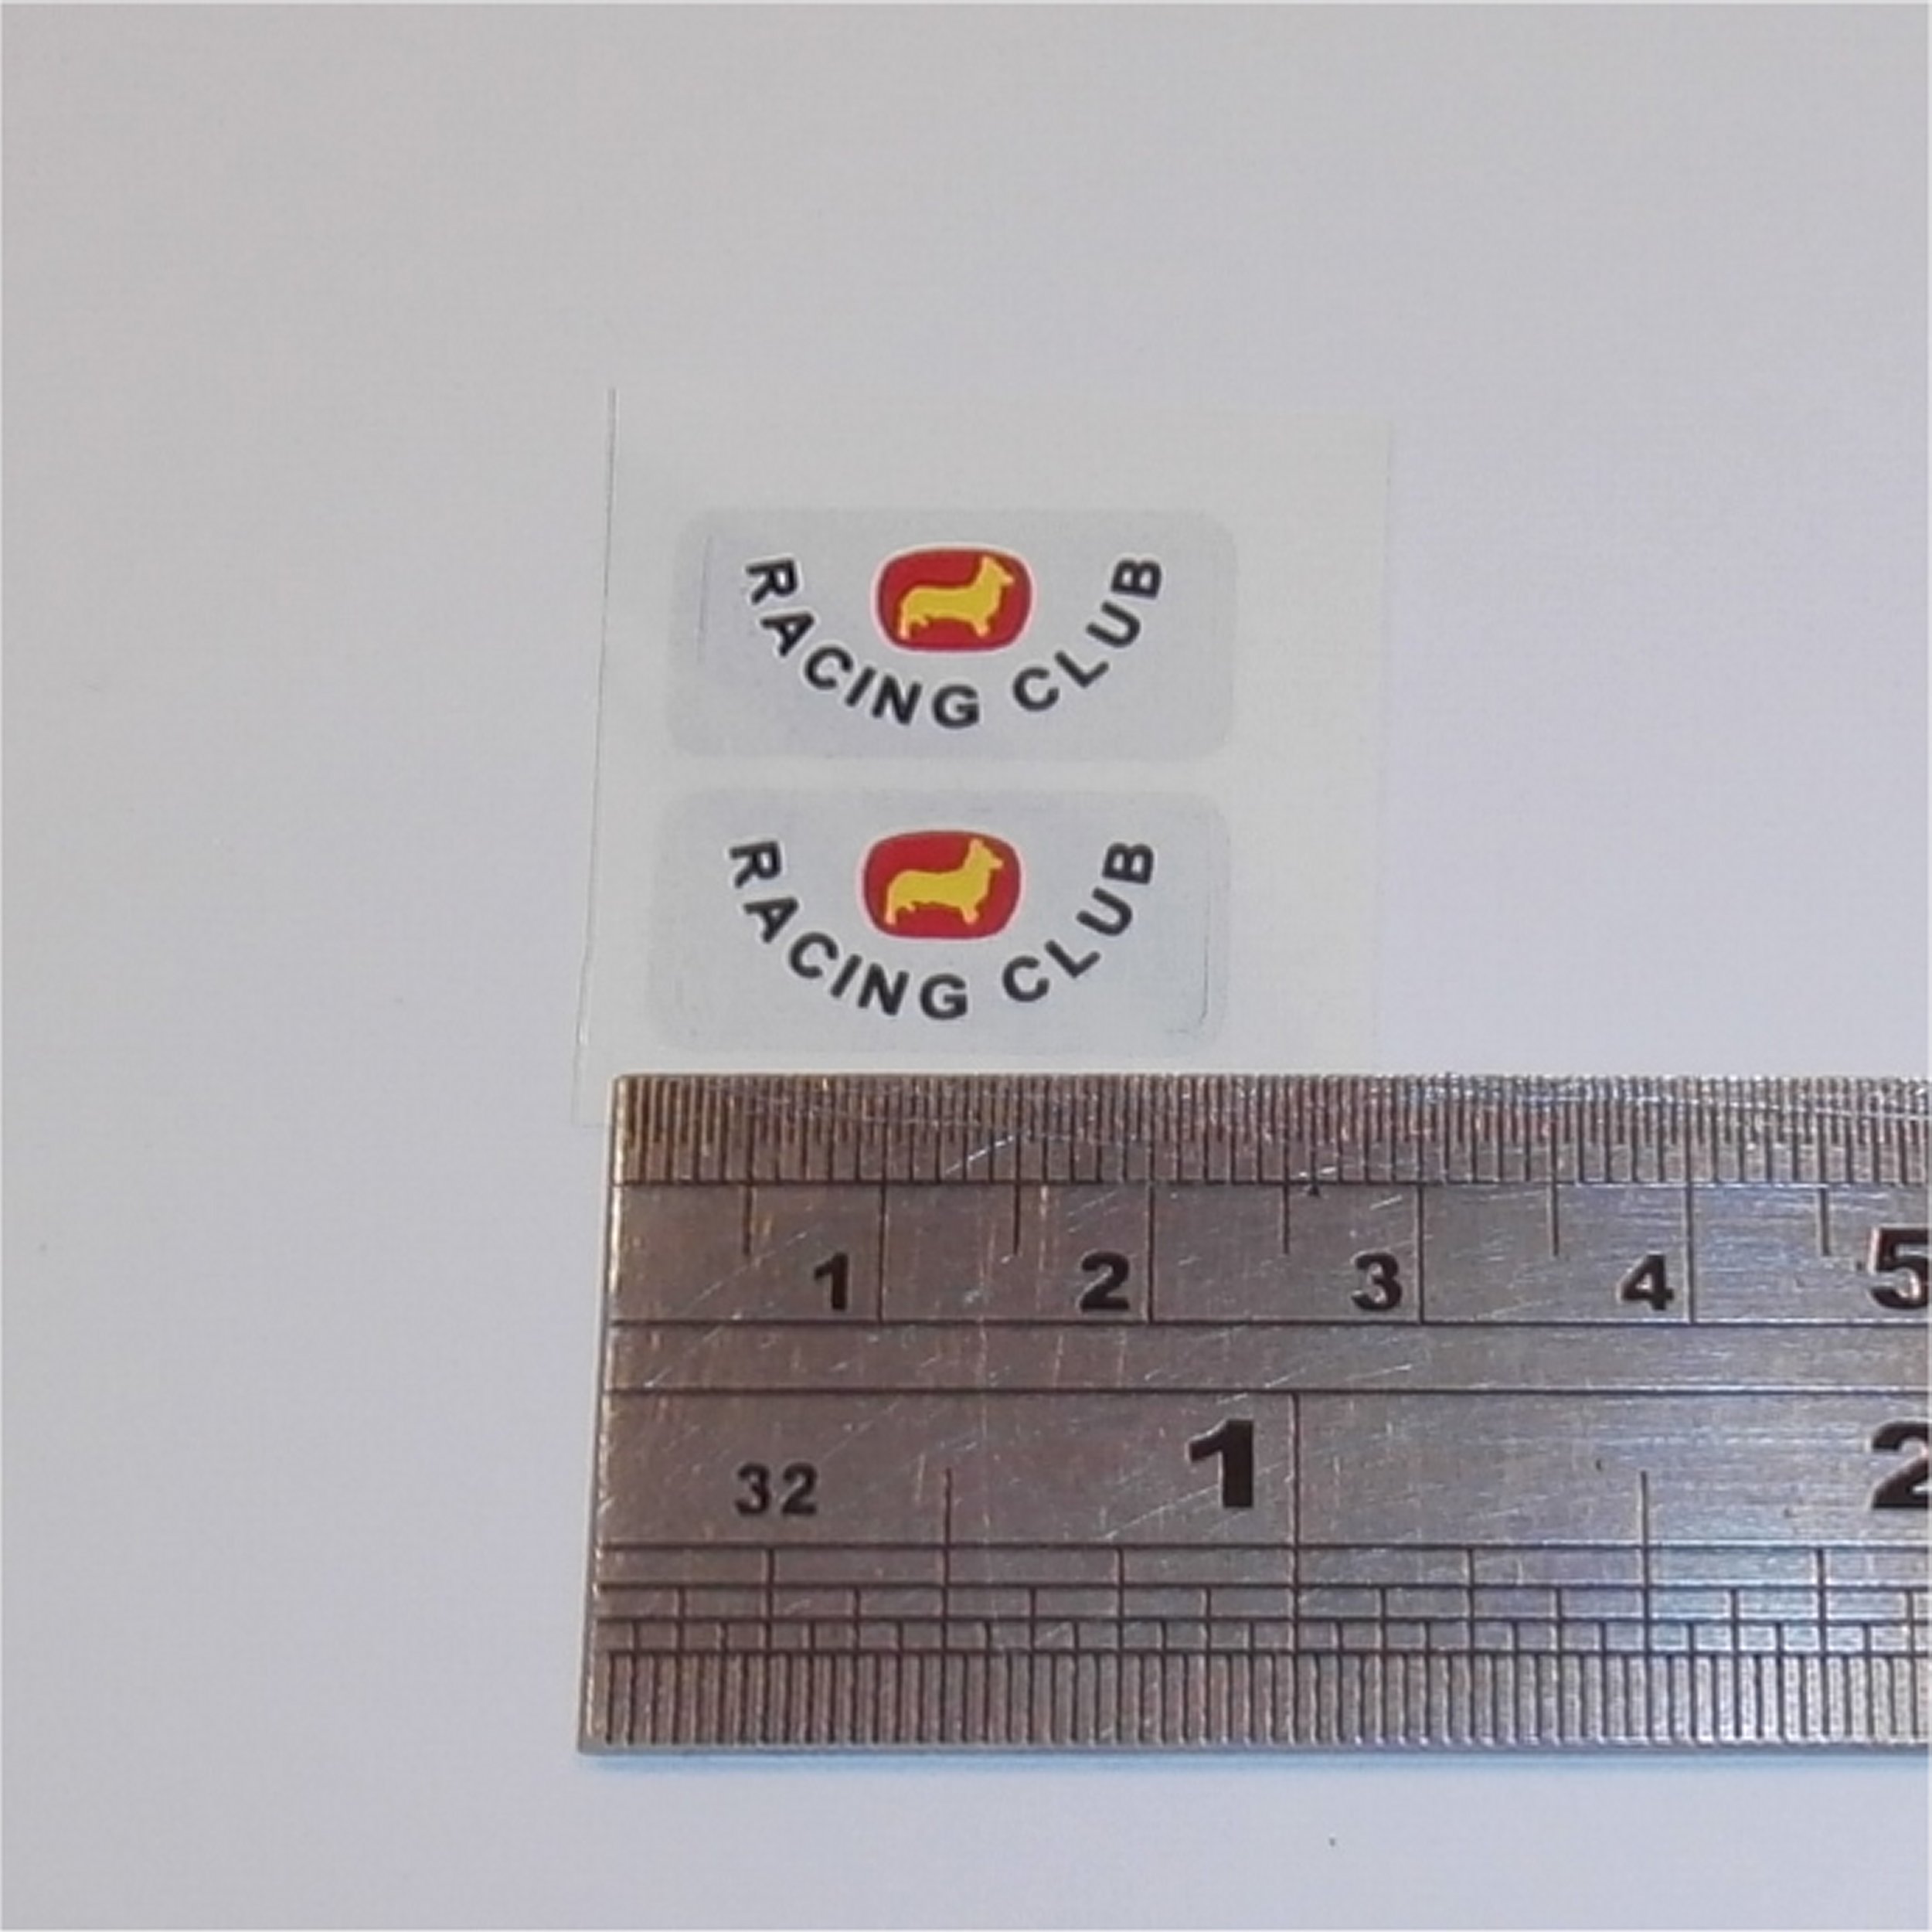 RACING CLUB
RACING CLUB
1 2 3 4 5
1 2
32